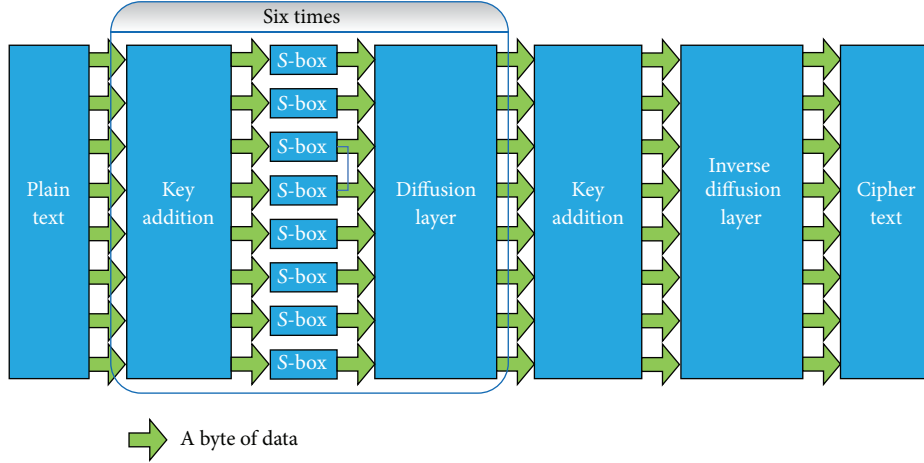 Six times
Plain
text
Key
addition
S-box
S-box
S-box
S-box
S-box
S-box
S-box
S-box
Diffusion
layer
Key
addition
Inverse
diffusion
layer
Cipher
text
A byte of data